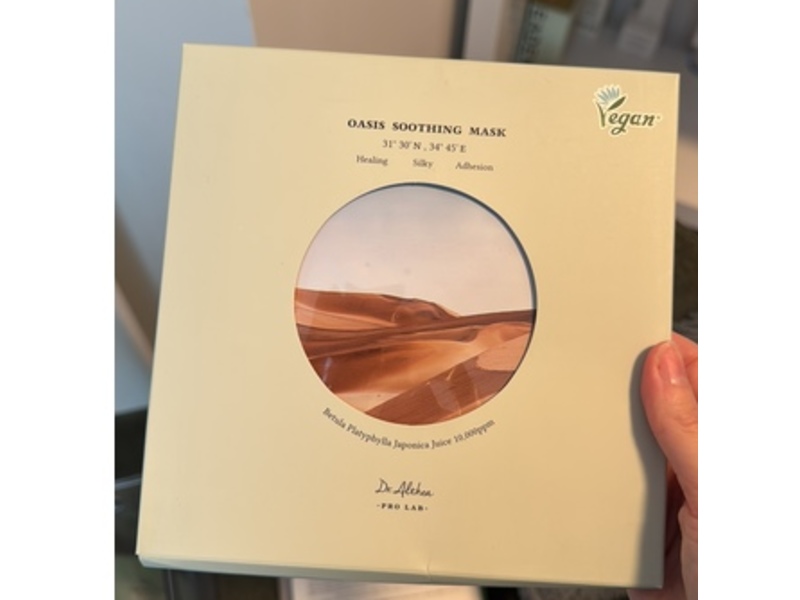 Vegan
OASIS SOOTHING MASK
31° 30' N , 34° 45' E
Healing Silky Adhesion
Betula Platyphylla Japonica Juice 10,000ppm
Dr. Althea
-PRO LAB-